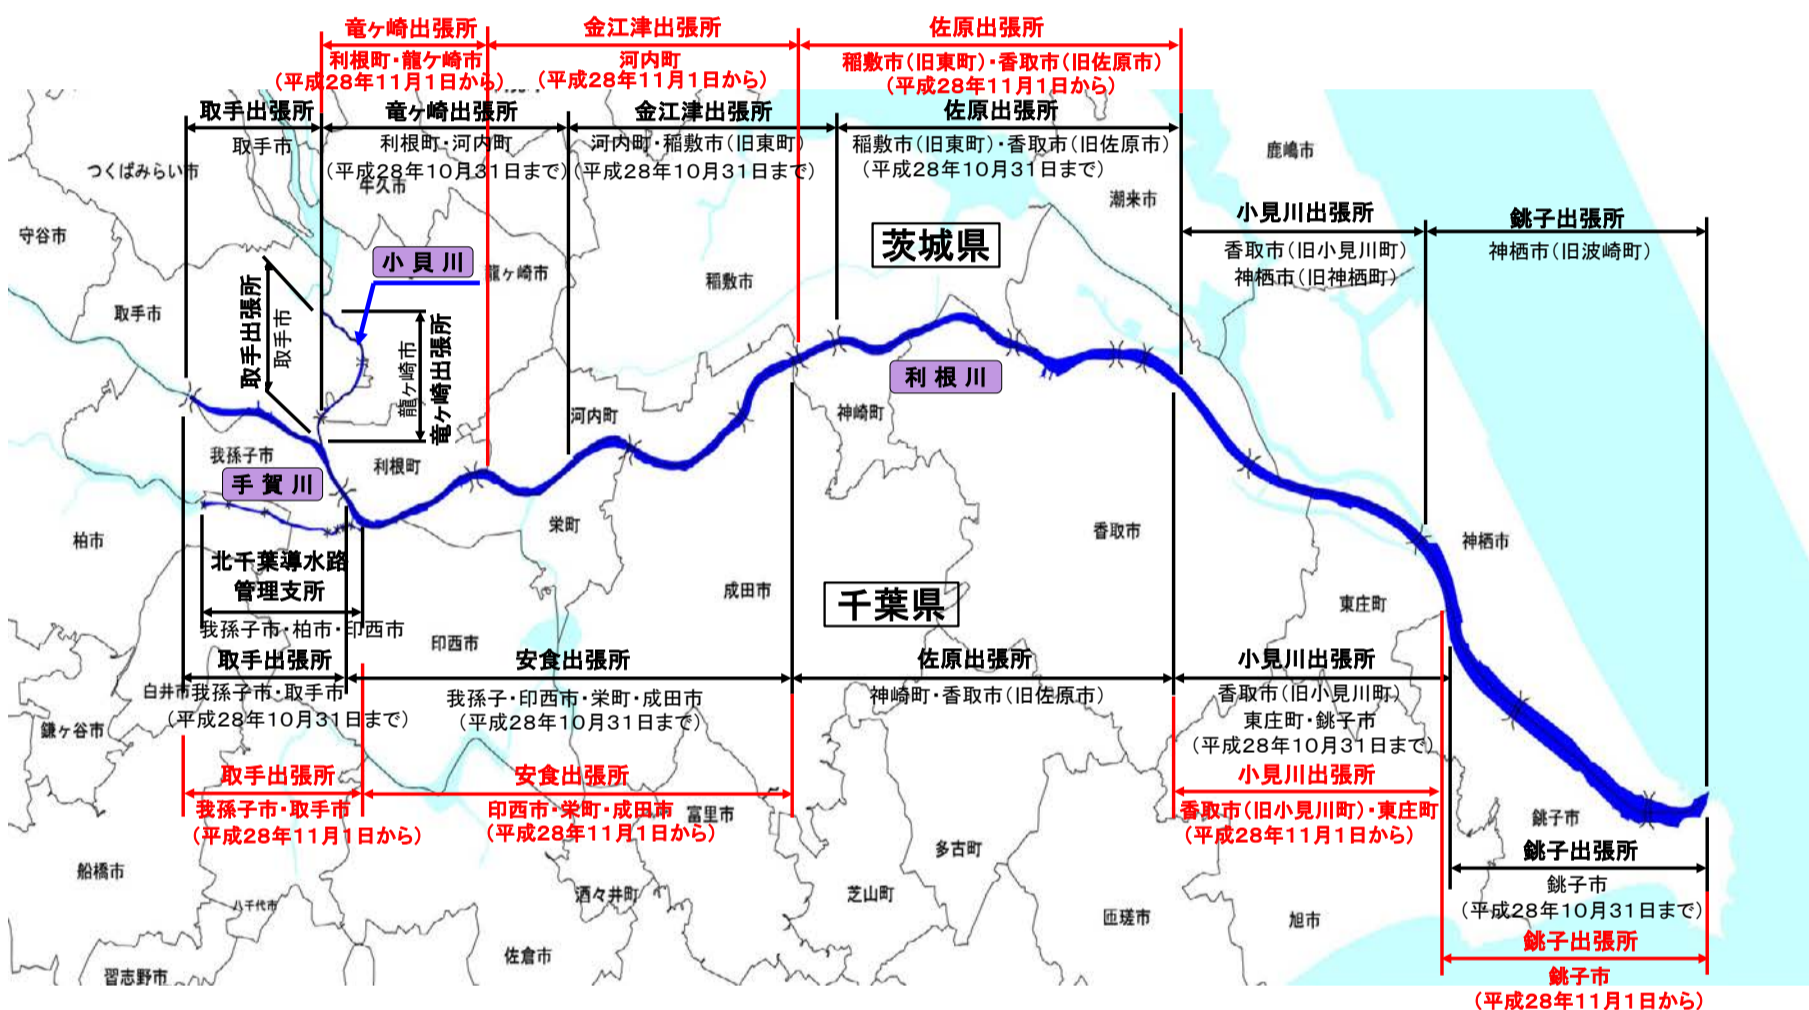 竜ヶ崎出張所
利根町・龍ケ崎市
(平成28年11月1日から)
金江津出張所
河内町
(平成28年11月1日から)
佐原出張所
稲敷市(旧東町)・香取市(旧佐原市)
(平成28年11月1日から)
取手出張所
取手市
竜ヶ崎出張所
利根町・河内町
(平成28年10月31日まで)
金江津出張所
河内町・稲敷市(旧東町)
(平成28年10月31日まで)
佐原出張所
稲敷市(旧東町)・香取市(旧佐原市)
(平成28年10月31日まで)
小見川出張所
香取市(旧小見川町)
神栖市(旧神栖町)
銚子出張所
神栖市(旧波崎町)
つくばみらい市
牛久市
守谷市
取手市
龍ヶ崎市
稲敷市
潮来市
鹿嶋市
茨城県
小貝川
取手出張所
取手市
龍ヶ崎市
竜ヶ崎出張所
利根川
河内町
神崎町
我孫子市
利根町
手賀川
柏市
栄町
香取市
神栖市
成田市
千葉県
東庄町
印西市
北千葉導水路
管理支所
我孫子市・柏市・印西市
取手出張所
我孫子市・取手市
(平成28年10月31日まで)
白井市
鎌ヶ谷市
安食出張所
我孫子・印西市・栄町・成田市
(平成28年10月31日まで)
佐原出張所
神崎町・香取市(旧佐原市)
小見川出張所
香取市(旧小見川町)
東庄町・銚子市
(平成28年10月31日まで)
取手出張所
我孫子市・取手市
(平成28年11月1日から)
安食出張所
印西市・栄町・成田市
(平成28年11月1日から)
富里市
小見川出張所
香取市(旧小見川町)・東庄町
(平成28年11月1日から)
銚子市
銚子出張所
銚子市
(平成28年10月31日まで)
銚子出張所
銚子市
(平成28年11月1日から)
船橋市
八千代市
酒々井町
多古町
芝山町
匝瑳市
旭市
佐倉市
習志野市